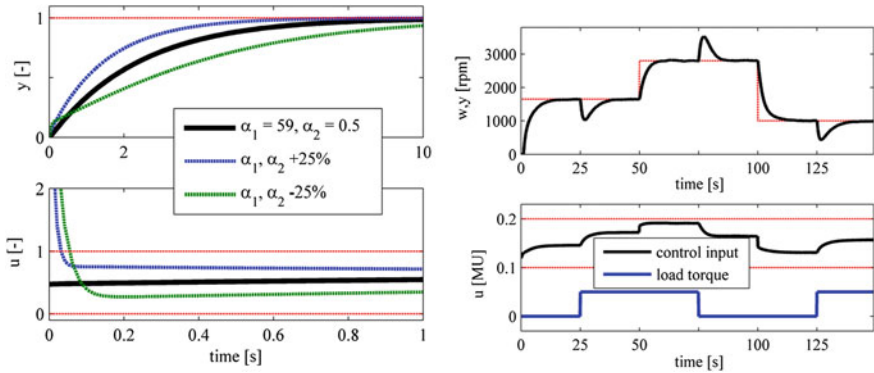 1
y [-]
0
0
2
10
α1 = 59, α2 = 0.5
α1, α2 +25%
α1, α2 -25%
2
1
0
u [-]
0
0.2
0.4
0.6
0.8
1
time [s]
3000
2000
1000
0
w,y [rpm]
0
25
50
75
100
125
time [s]
0.2
0.1
0
u [MU]
control input
load torque
0
25
50
75
100
125
time [s]